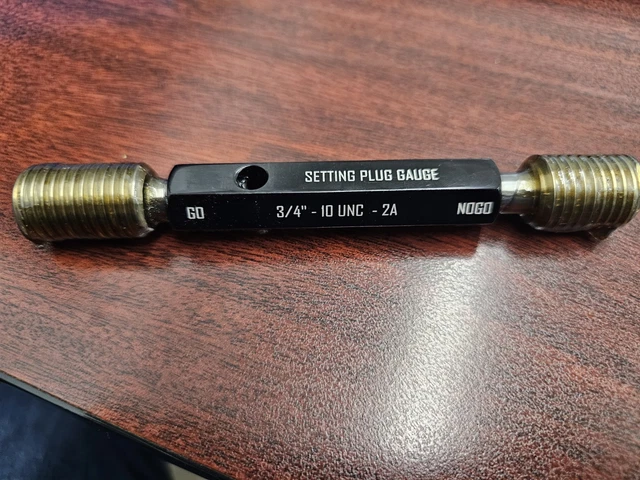 SETTING PLUG GAUGE
GO 3/4" - 10 UNC - 2A NOGO